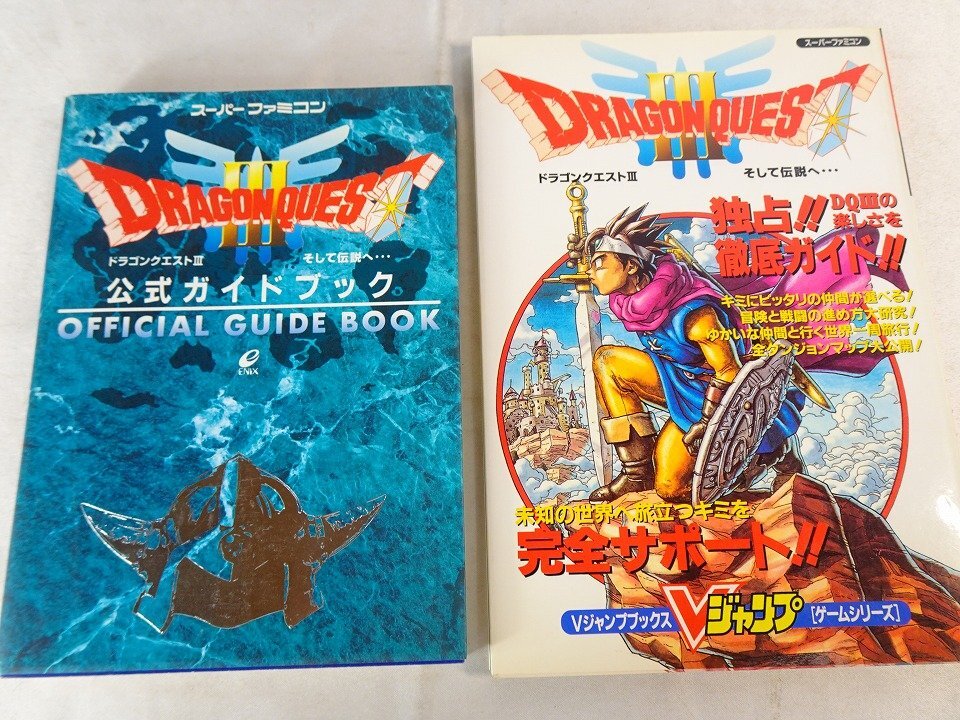 スーパーファミコン
DRAGON QUEST
III
ドラゴンクエストIII
そして伝説へ・・・
公式ガイドブック
OFFICIAL GUIDE BOOK
e
ENIX
スーパーファミコン
DRAGON QUEST
III
ドラゴンクエストIII
そして伝説へ・・・
独占!! DQIIIの
楽しさを
徹底ガイド!!
キミにピッタリの仲間が選べる!
冒険と戦闘の進め方大研究!
ゆかいな仲間と行く世界一周旅行!
全ダンジョンマップ大公開!
未知の世界へ旅立つキミを
完全サポート!!
Vジャンプブックス Vジャンプ [ゲームシリーズ]